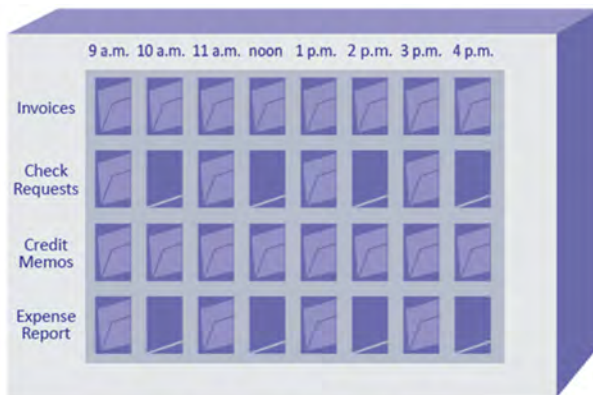 9 a.m. 10 a.m. 11 a.m. noon 1 p.m. 2 p.m. 3 p.m. 4 p.m.
Invoices
Check
Requests
Credit
Memos
Expense
Report